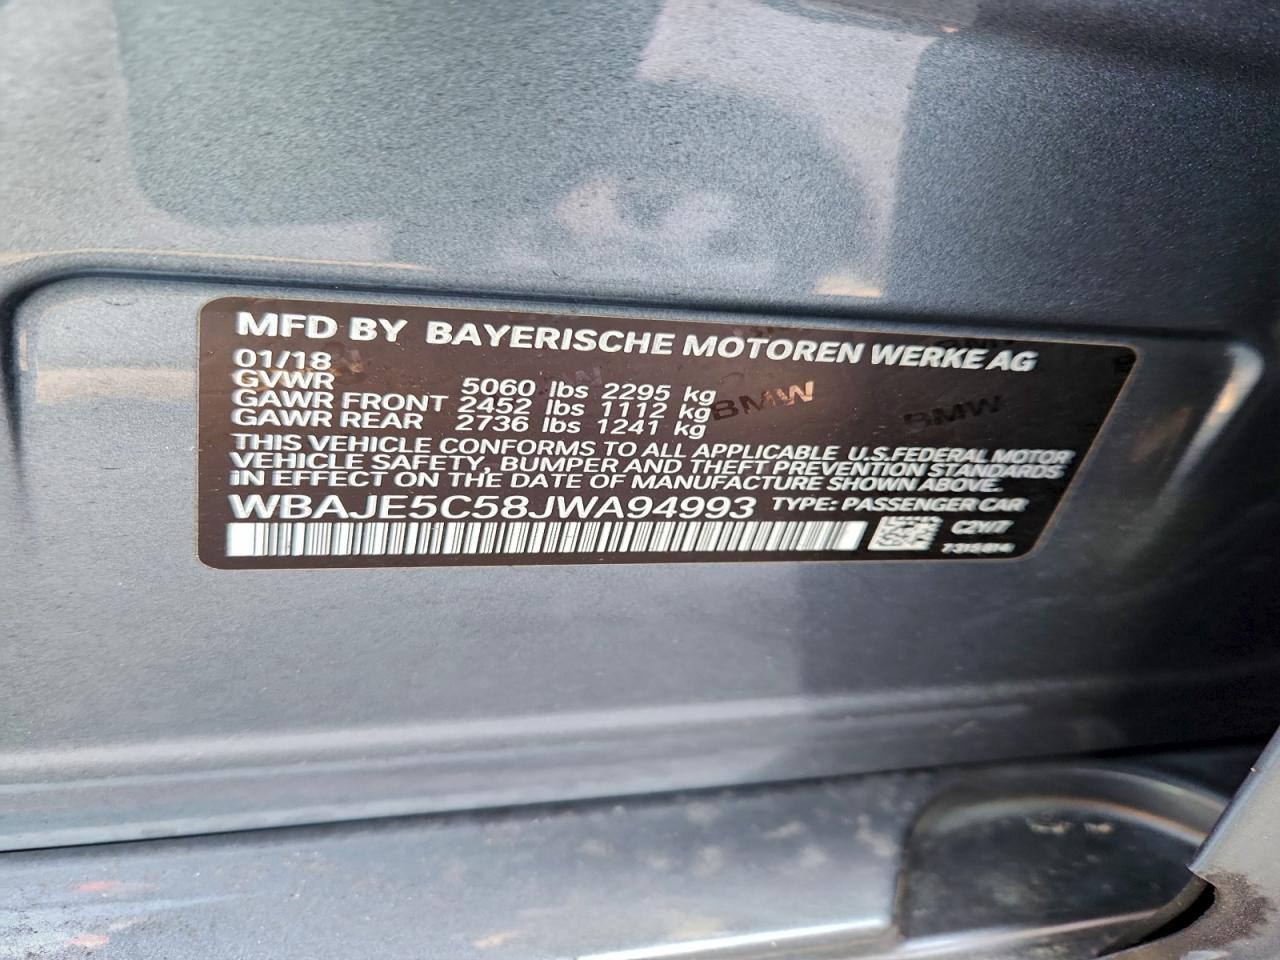 MFD BY BAYERISCHE MOTOREN WERKE AG
01/18
GVWR 5060 lbs 2295 kg
GAWR FRONT 2452 lbs 1112 kg
GAWR REAR 2736 lbs 1241 kg
BMW BMW
THIS VEHICLE CONFORMS TO ALL APPLICABLE U.S.FEDERAL MOTOR
VEHICLE SAFETY, BUMPER AND THEFT PREVENTION STANDARDS
IN EFFECT ON THE DATE OF MANUFACTURE SHOWN ABOVE.
WBAJE5C58JWA94993 TYPE: PASSENGER CAR